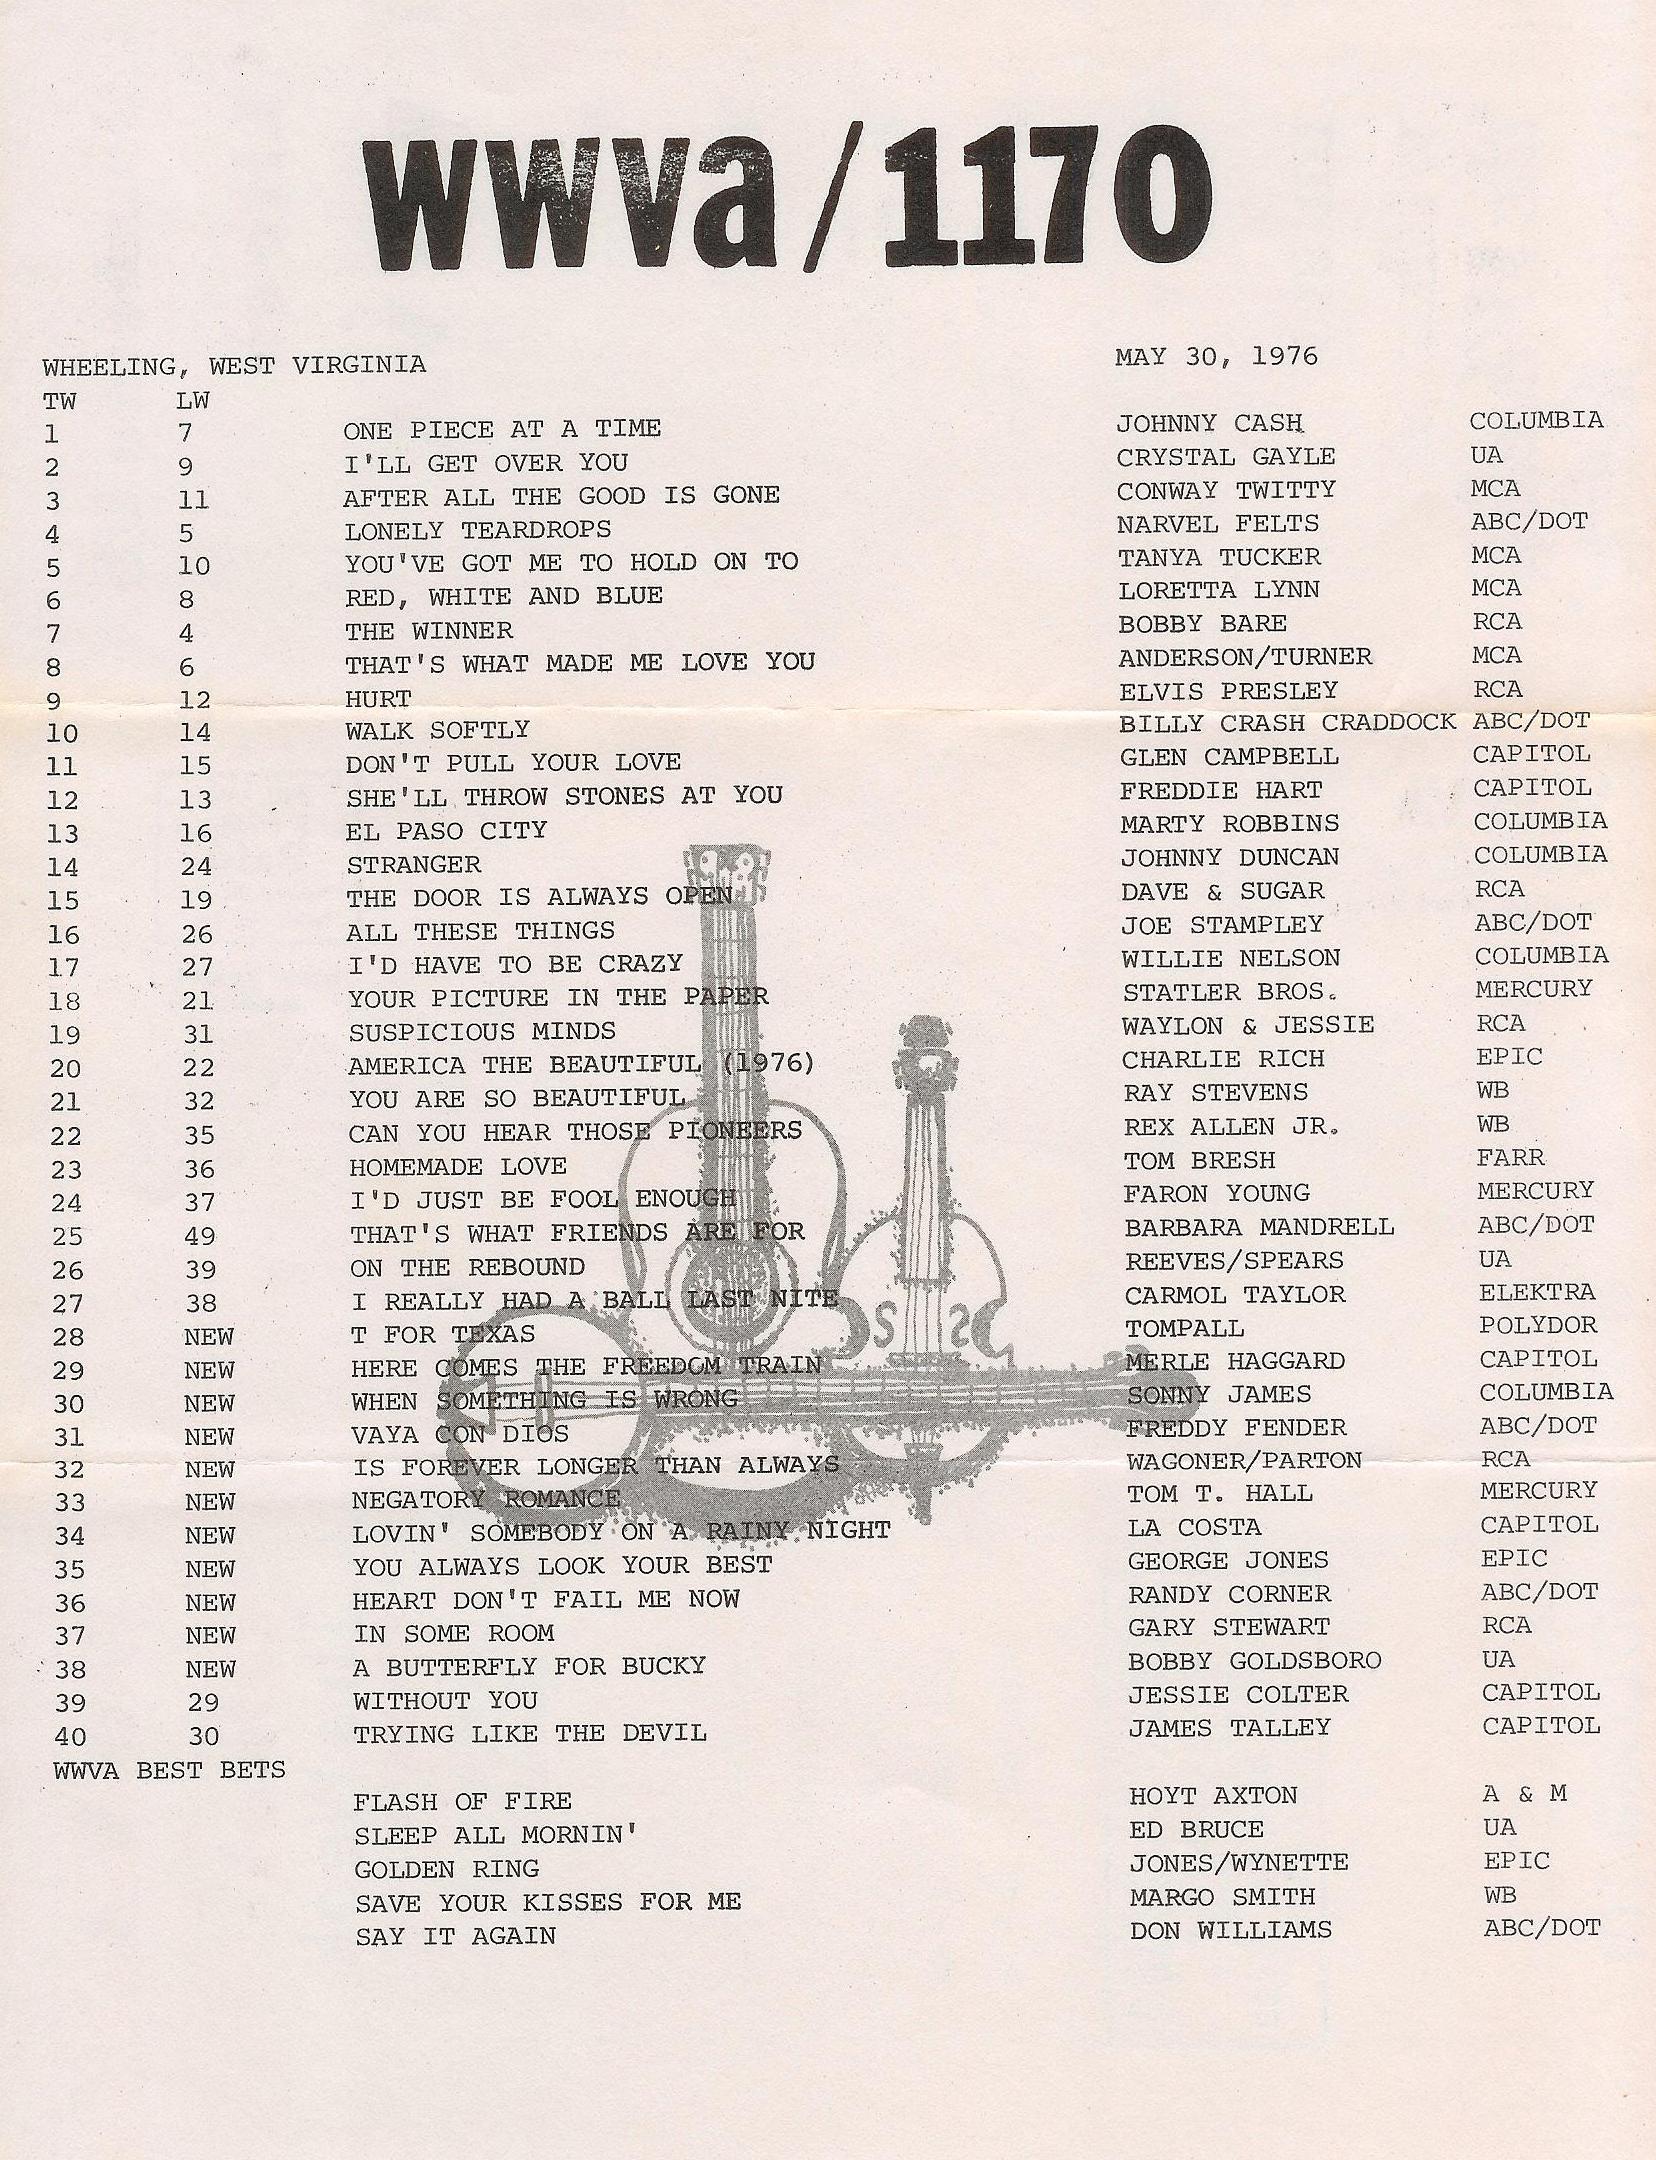 wwva/1170
WHEELING, WEST VIRGINIA MAY 30, 1976
TW LW
1 7 ONE PIECE AT A TIME JOHNNY CASH COLUMBIA
2 9 I'LL GET OVER YOU CRYSTAL GAYLE UA
3 11 AFTER ALL THE GOOD IS GONE CONWAY TWITTY MCA
4 5 LONELY TEARDROPS NARVEL FELTS ABC/DOT
5 10 YOU'VE GOT ME TO HOLD ON TO TANYA TUCKER MCA
6 8 RED, WHITE AND BLUE LORETTA LYNN MCA
7 4 THE WINNER BOBBY BARE RCA
8 6 THAT'S WHAT MADE ME LOVE YOU ANDERSON/TURNER MCA
9 12 HURT ELVIS PRESLEY RCA
10 14 WALK SOFTLY BILLY CRASH CRADDOCK ABC/DOT
11 15 DON'T PULL YOUR LOVE GLEN CAMPBELL CAPITOL
12 13 SHE'LL THROW STONES AT YOU FREDDIE HART CAPITOL
13 16 EL PASO CITY MARTY ROBBINS COLUMBIA
14 24 STRANGER JOHNNY DUNCAN COLUMBIA
15 19 THE DOOR IS ALWAYS OPEN DAVE & SUGAR RCA
16 26 ALL THESE THINGS JOE STAMPLEY ABC/DOT
17 27 I'D HAVE TO BE CRAZY WILLIE NELSON COLUMBIA
18 21 YOUR PICTURE IN THE PAPER STATLER BROS. MERCURY
19 31 SUSPICIOUS MINDS WAYLON & JESSIE RCA
20 22 AMERICA THE BEAUTIFUL (1976) CHARLIE RICH EPIC
21 32 YOU ARE SO BEAUTIFUL RAY STEVENS WB
22 35 CAN YOU HEAR THOSE PIONEERS REX ALLEN JR. WB
23 36 HOMEMADE LOVE TOM BRESH FARR
24 37 I'D JUST BE FOOL ENOUGH FARON YOUNG MERCURY
25 49 THAT'S WHAT FRIENDS ARE FOR BARBARA MANDRELL ABC/DOT
26 39 ON THE REBOUND REEVES/SPEARS UA
27 38 I REALLY HAD A BALL LAST NITE CARMOL TAYLOR ELEKTRA
28 NEW T FOR TEXAS TOMPALL POLYDOR
29 NEW HERE COMES THE FREEDOM TRAIN MERLE HAGGARD CAPITOL
30 NEW WHEN SOMETHING IS WRONG SONNY JAMES COLUMBIA
31 NEW VAYA CON DIOS FREDDY FENDER ABC/DOT
32 NEW IS FOREVER LONGER THAN ALWAYS WAGONER/PARTON RCA
33 NEW NEGATORY ROMANCE TOM T. HALL MERCURY
34 NEW LOVIN' SOMEBODY ON A RAINY NIGHT LA COSTA CAPITOL
35 NEW YOU ALWAYS LOOK YOUR BEST GEORGE JONES EPIC
36 NEW HEART DON'T FAIL ME NOW RANDY CORNER ABC/DOT
37 NEW IN SOME ROOM GARY STEWART RCA
38 NEW A BUTTERFLY FOR BUCKY BOBBY GOLDSBORO UA
39 29 WITHOUT YOU JESSIE COLTER CAPITOL
40 30 TRYING LIKE THE DEVIL JAMES TALLEY CAPITOL
WWVA BEST BETS
FLASH OF FIRE HOYT AXTON A & M
SLEEP ALL MORNIN' ED BRUCE UA
GOLDEN RING JONES/WYNETTE EPIC
SAVE YOUR KISSES FOR ME MARGO SMITH WB
SAY IT AGAIN DON WILLIAMS ABC/DOT